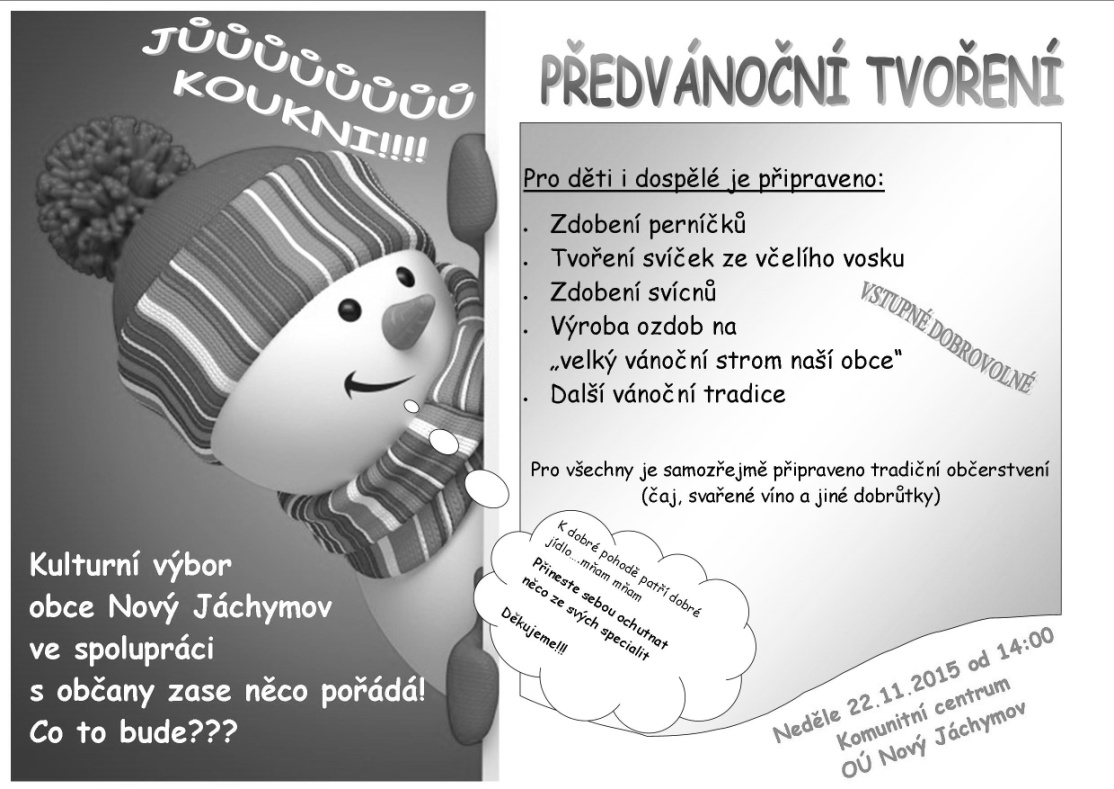 JŮŮŮŮŮŮŮŮ
KOUKNI!!!!
Kulturní výbor
obce Nový Jáchymov
ve spolupráci
s občany zase něco pořádá!
Co to bude???
PŘEDVÁNOČNÍ TVOŘENÍ
Pro děti i dospělé je připraveno:
• Zdobení perníčků
• Tvoření svíček ze včelího vosku
• Zdobení svícnů
• Výroba ozdob na
„velký vánoční strom naší obce“
• Další vánoční tradice
VSTUPNÉ DOBROVOLNÉ
Pro všechny je samozřejmě připraveno tradiční občerstvení
(čaj, svařené víno a jiné dobrůtky)
K dobré pohodě patří dobré
jídlo....mňam mňam
Přineste sebou ochutnat
něco ze svých specialit
Děkujeme!!!
Neděle 22.11.2015 od 14:00
Komunitní centrum
OÚ Nový Jáchymov